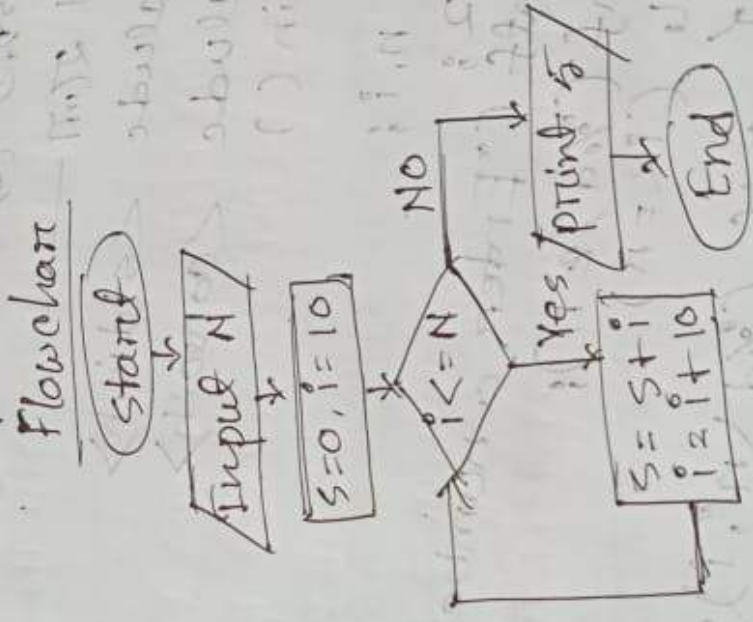 Flowchart
Start
Input N
S=0, i=10
i<=N
NO
Yes
S = S+i
i = i+10
print S
End